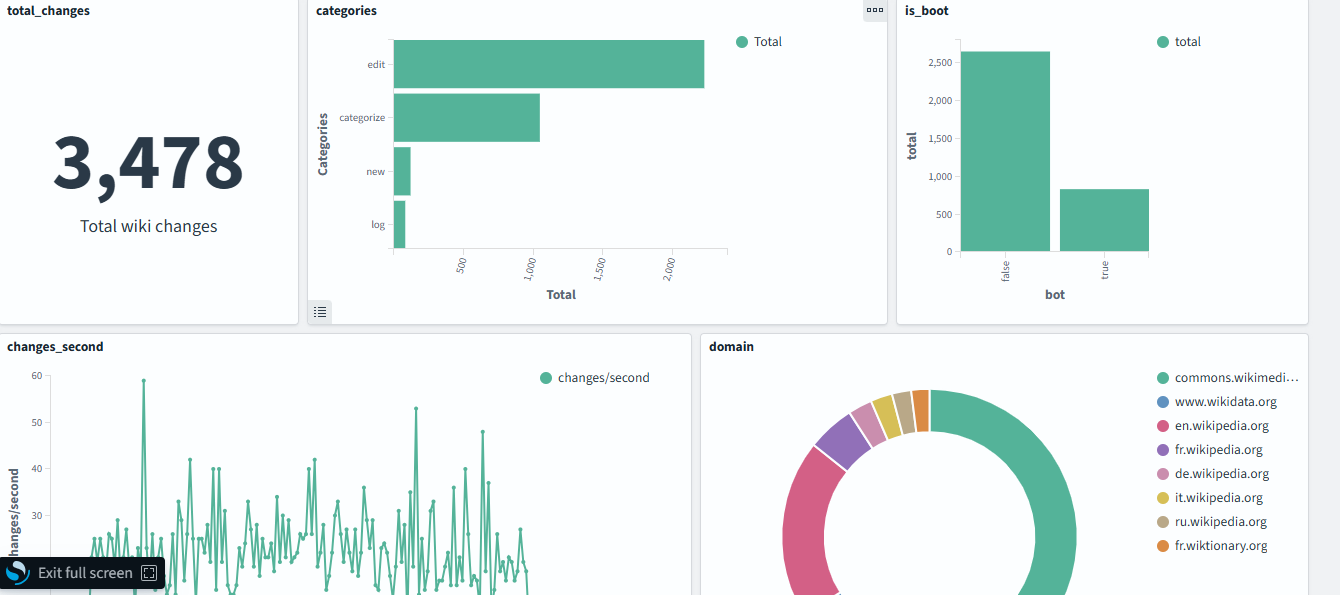 total_changes
3,478
Total wiki changes
categories
Total
Categories
edit
categorize
new
log
500
1,000
1,500
2,000
Total
is_boot
total
total
2,500
2,000
1,500
1,000
500
0
false
true
bot
changes_second
changes/second
60
50
40
30
hanges/second
Exit full screen
domain
commons.wikimedi...
www.wikidata.org
en.wikipedia.org
fr.wikipedia.org
de.wikipedia.org
it.wikipedia.org
ru.wikipedia.org
fr.wiktionary.org